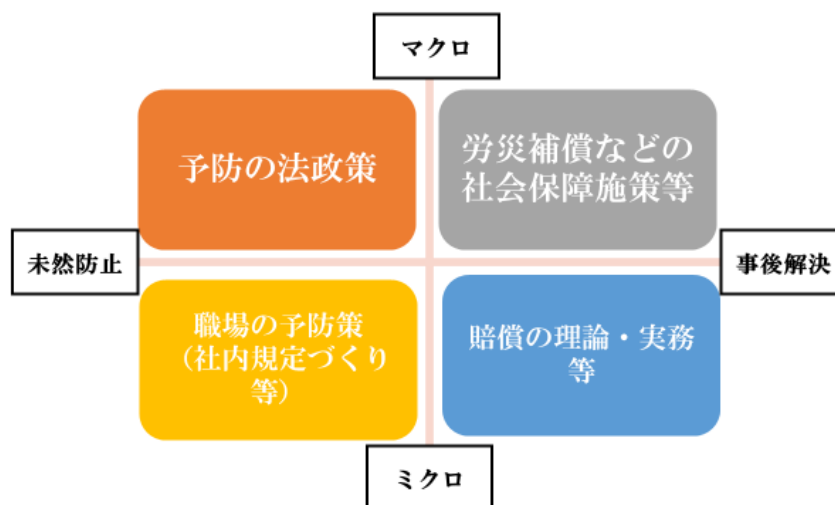 マクロ
予防の法政策
労災補償などの
社会保障施策等
未然防止
事後解決
職場の予防策
（社内規定づくり
等）
賠償の理論・実務
等
ミクロ